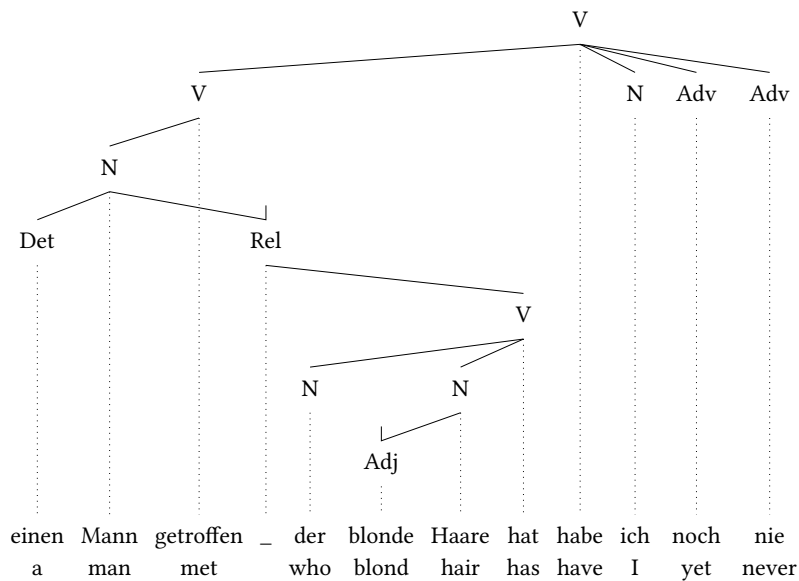 V
V N Adv Adv
N
Det Rel
V
N N
Adj
einen Mann getroffen _ der blonde Haare hat habe ich noch nie
a man met who blond hair has have I yet never